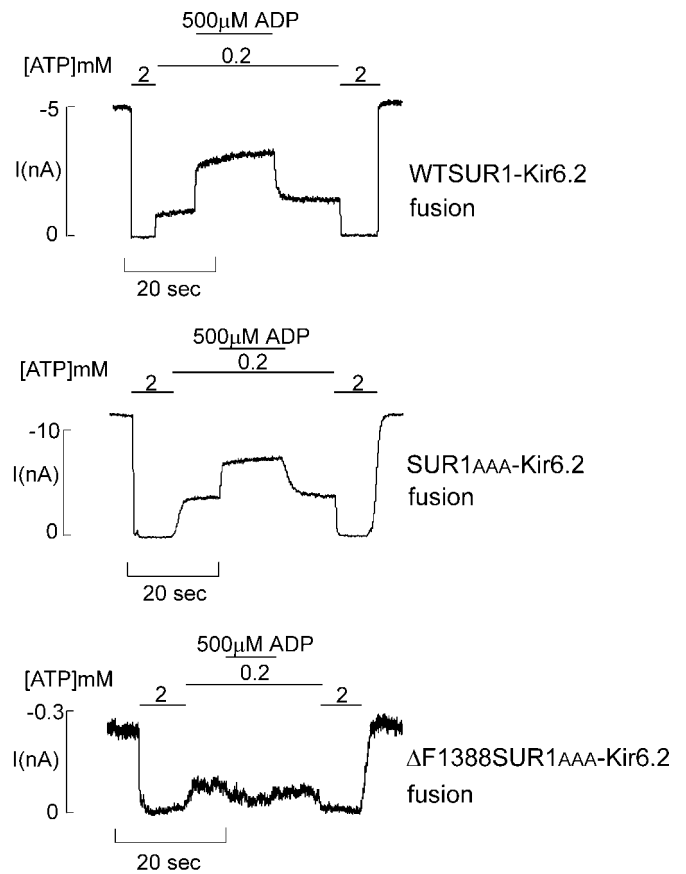 500µM ADP
0.2
[ATP]mM 2 2
-5
I(nA)
0
20 sec
WTSUR1-Kir6.2
fusion
500µM ADP
0.2
[ATP]mM 2 2
-10
I(nA)
0
20 sec
SUR1AAA-Kir6.2
fusion
500µM ADP
0.2
[ATP]mM 2 2
-0.3
I(nA)
0
20 sec
ΔF1388SUR1AAA-Kir6.2
fusion